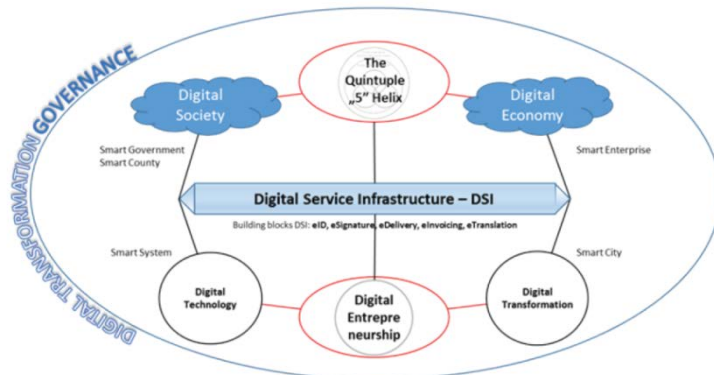 DIGITAL TRANSFORMATION GOVERNANCE
The
Quintuple
„5” Helix
Digital
Society
Digital
Economy
Smart Government
Smart County
Smart Enterprise
Digital Service Infrastructure – DSI
Building blocks DSI: eID, eSignature, eDelivery, eInvoicing, eTranslation
Smart System
Smart City
Digital
Technology
Digital
Entrepre
neurship
Digital
Transformation